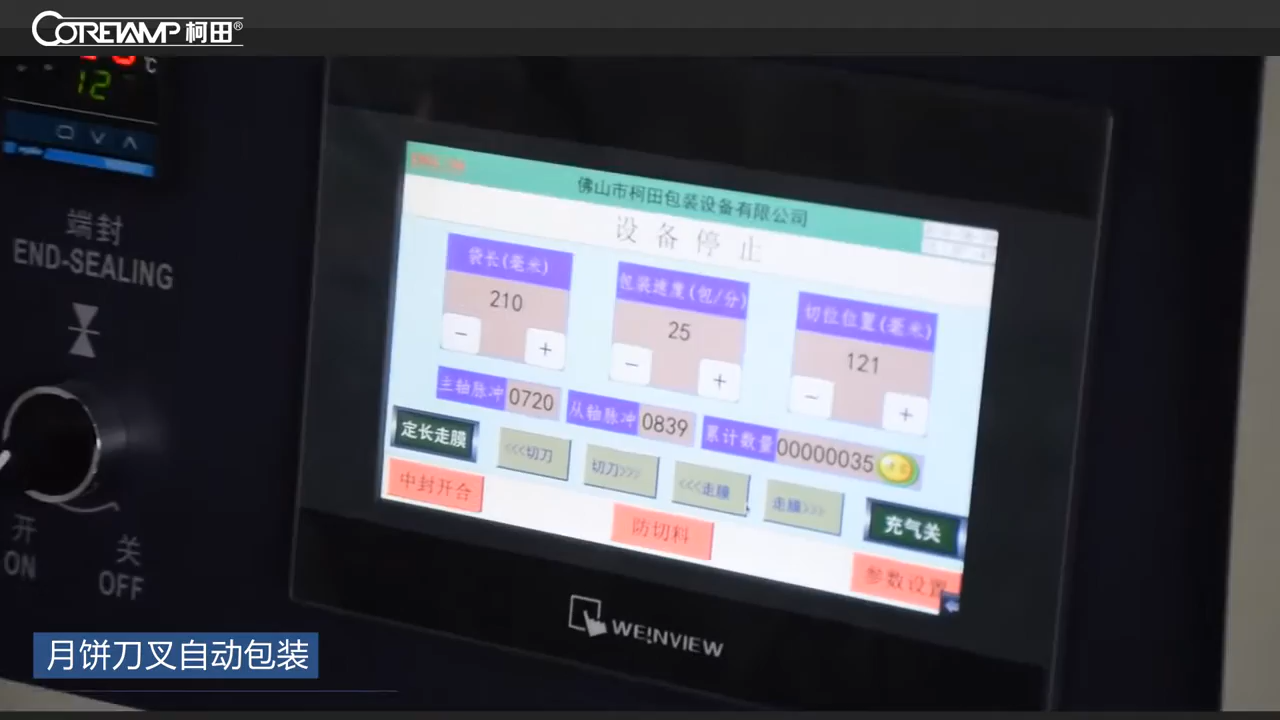 CORETAMP 柯田®
℃
12
端封
END-SEALING
开
ON
关
OFF
佛山市柯田包装设备有限公司
设备停止
袋长(毫米)
210
- +
包装速度(包/分)
25
- +
切位位置(毫米)
121
- +
主轴脉冲 0720
从轴脉冲 0839
累计数量 00000035
定长走膜
<<<切刀
切刀>>>
<<<走膜
走膜>>>
充气关
中封开合
防切料
参数设置
WEINVIEW
月饼刀叉自动包装